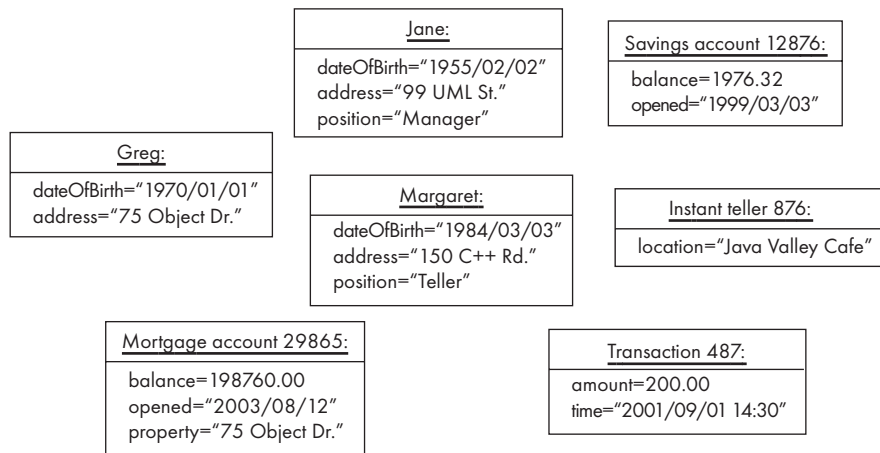 Jane:
dateOfBirth=“1955/02/02”
address=“99 UML St.”
position=“Manager”
Savings account 12876:
balance=1976.32
opened=“1999/03/03”
Greg:
dateOfBirth=“1970/01/01”
address=“75 Object Dr.”
Margaret:
dateOfBirth=“1984/03/03”
address=“150 C++ Rd.”
position=“Teller”
Instant teller 876:
location=“Java Valley Cafe”
Mortgage account 29865:
balance=198760.00
opened=“2003/08/12”
property=“75 Object Dr.”
Transaction 487:
amount=200.00
time=“2001/09/01 14:30”